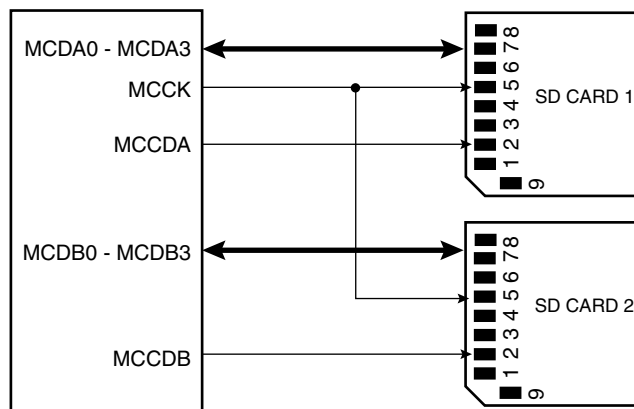 MCDA0 - MCDA3
MCCK
MCCDA
MCDB0 - MCDB3
MCCDB
8
7
6
5
4
3
2
1
9
SD CARD 1
8
7
6
5
4
3
2
1
9
SD CARD 2